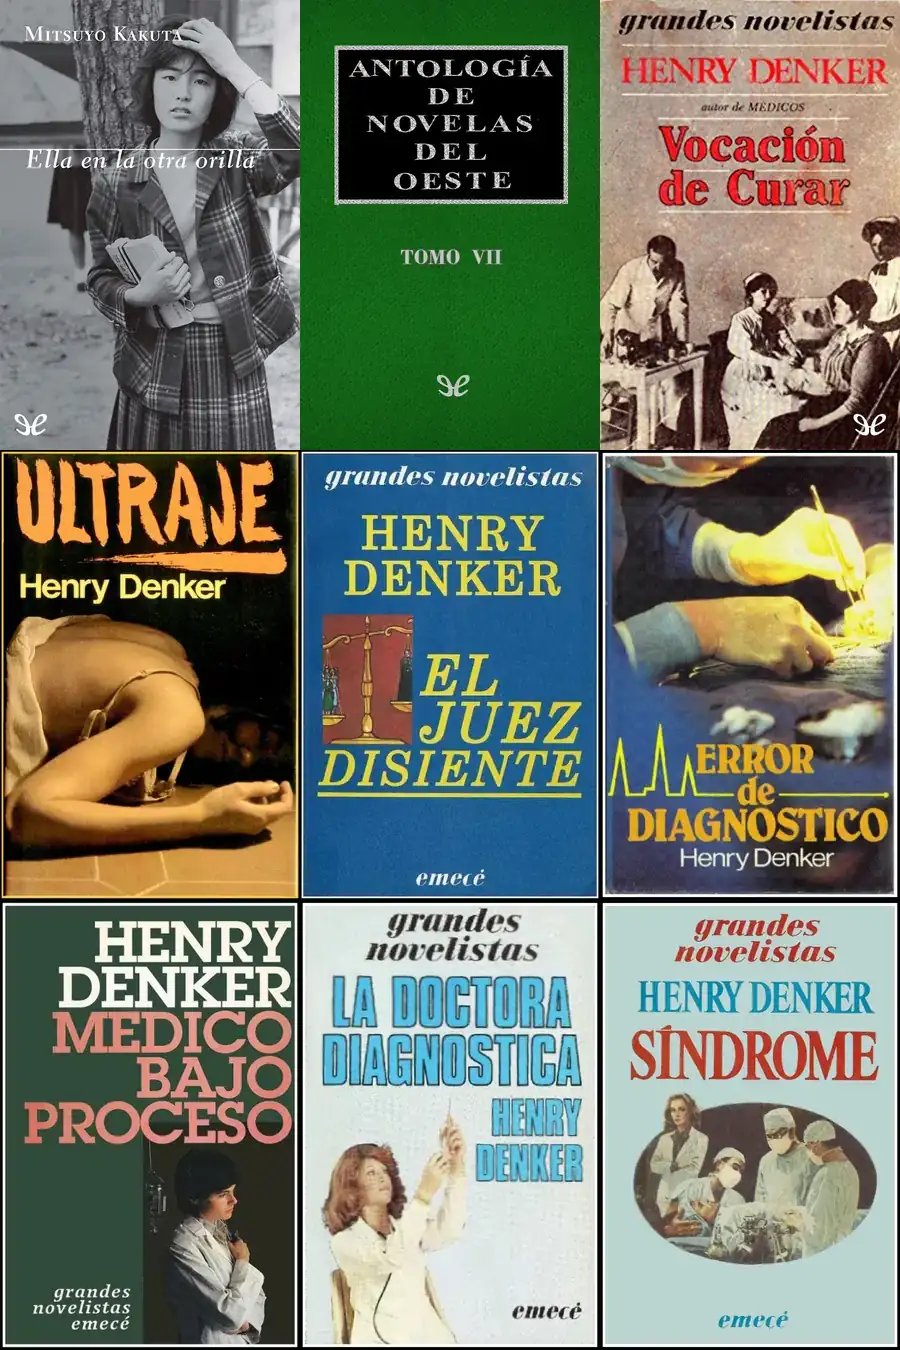 MITSUYO KAKUTA
Ella en la otra orilla
ANTOLOGÍA
DE
NOVELAS
DEL
OESTE
TOMO VII
grandes novelistas
HENRY DENKER
autor de MEDICOS
Vocación
de Curar
ULTRAJE
Henry Denker
grandes novelistas
HENRY
DENKER
EL
JUEZ
DISIENTE
emecé
ERROR
de
DIAGNOSTICO
Henry Denker
HENRY
DENKER
MEDICO
BAJO
PROCESO
grandes
novelistas
emecé
grandes
novelistas
LA DOCTORA
DIAGNOSTICA
HENRY
DENKER
emecé
grandes
novelistas
HENRY DENKER
SÍNDROME
emecé